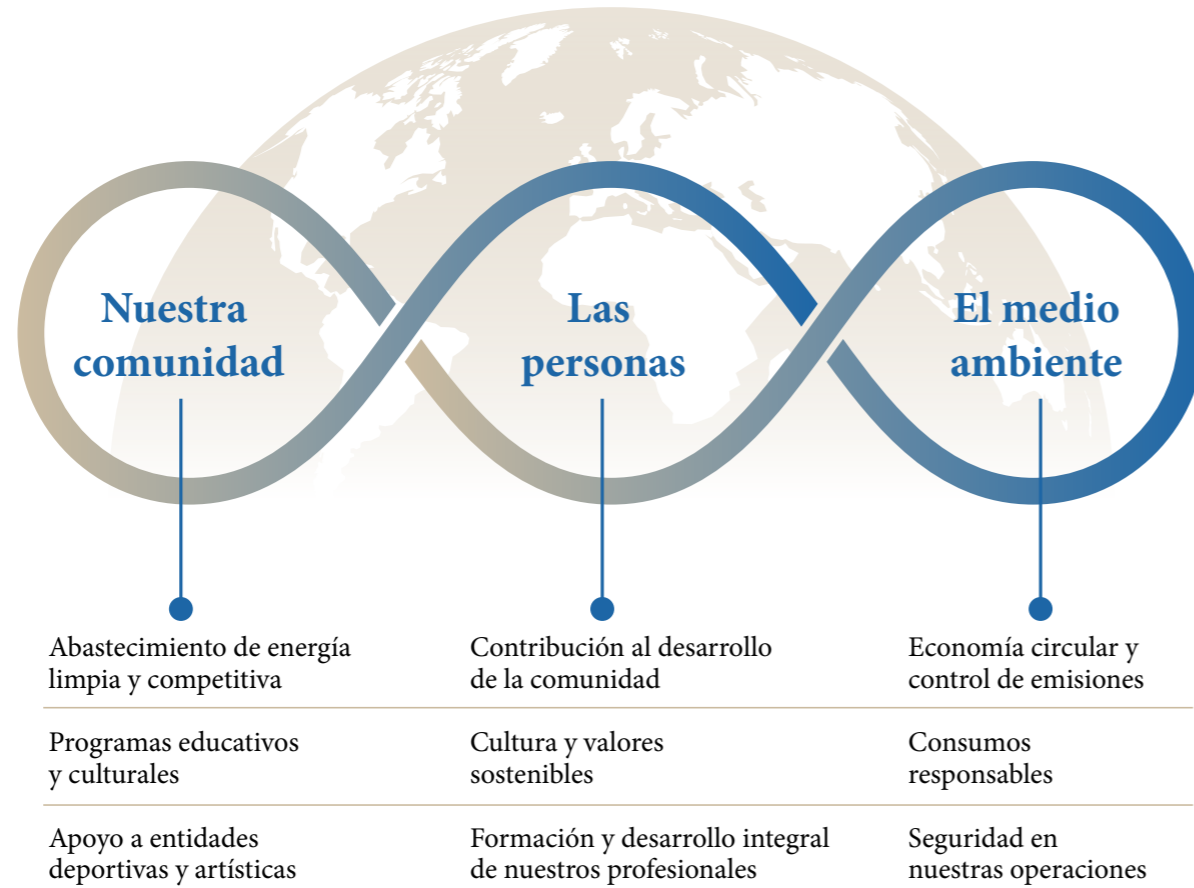 Nuestra
comunidad
Las
personas
El medio
ambiente
Abastecimiento de energía
limpia y competitiva
Contribución al desarrollo
de la comunidad
Economía circular y
control de emisiones
Programas educativos
y culturales
Cultura y valores
sostenibles
Consumos
responsables
Apoyo a entidades
deportivas y artísticas
Formación y desarrollo integral
de nuestros profesionales
Seguridad en
nuestras operaciones